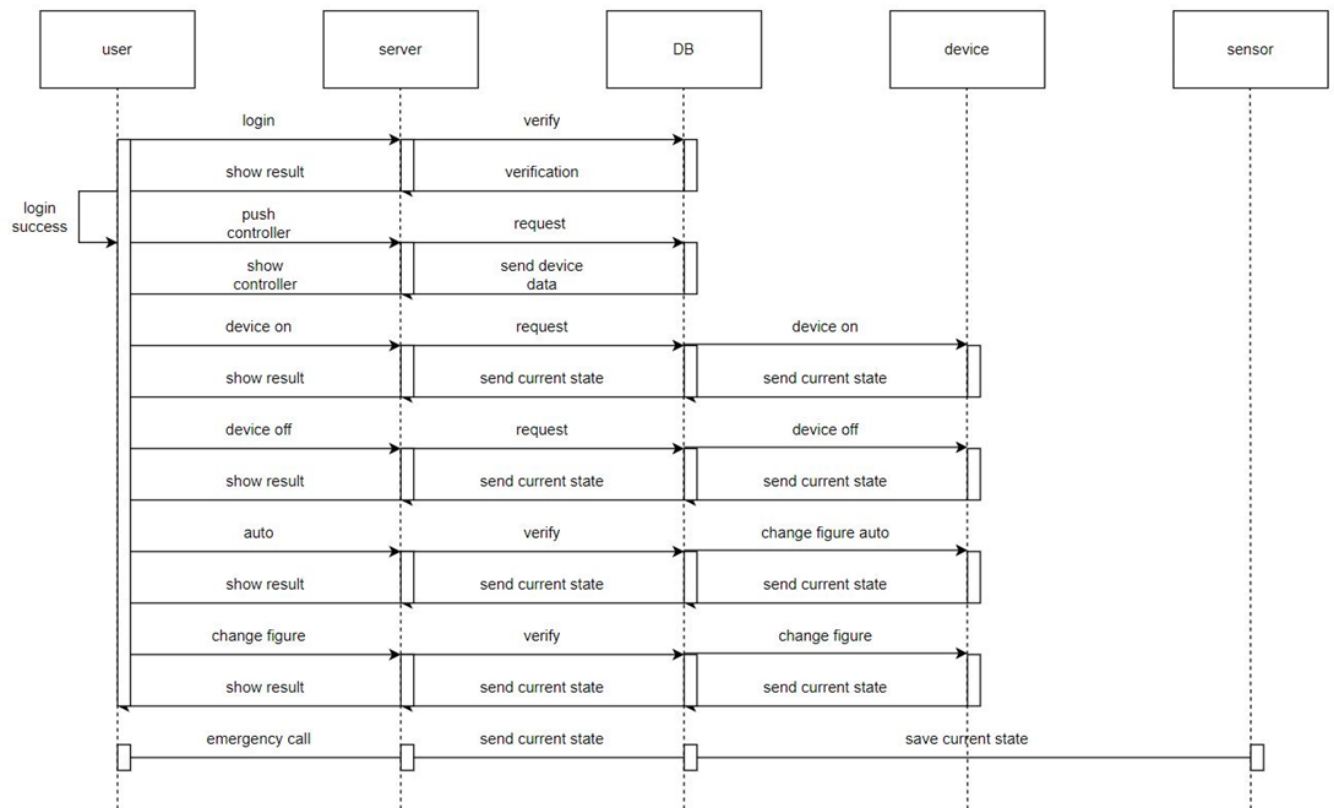 user
server
DB
device
sensor
login
verify
show result
verification
login
success
push
controller
request
show
controller
send device
data
device on
request
device on
show result
send current state
send current state
device off
request
device off
show result
send current state
send current state
auto
verify
change figure auto
show result
send current state
send current state
change figure
verify
change figure
show result
send current state
send current state
emergency call
send current state
save current state